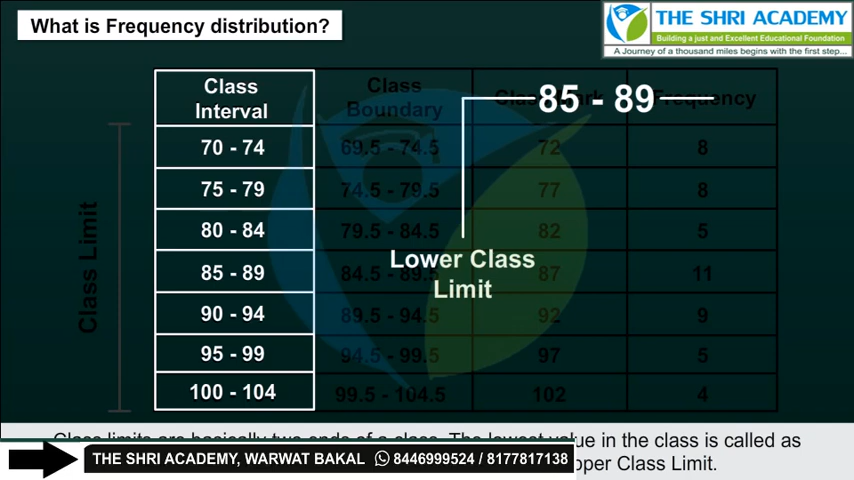 What is Frequency distribution?
THE SHRI ACADEMY
Building a just and Excellent Educational Foundation
A Journey of a thousand miles begins with the first step...
Class Interval
Class Boundary
Frequency
85 - 89
70 - 74 69.5 - 74.5 72 8
75 - 79 74.5 - 79.5 77 8
80 - 84 79.5 - 84.5 82 5
85 - 89 84.5 - 89.5 87 11
90 - 94 89.5 - 94.5 92 9
95 - 99 94.5 - 99.5 97 5
100 - 104 99.5 - 104.5 102 4
Class Limit
Lower Class
Limit
Class limits are basically two ends of a class. The lowest value in the class is called as
Class Limit.
THE SHRI ACADEMY, WARWAT BAKAL 8446999524 / 8177817138